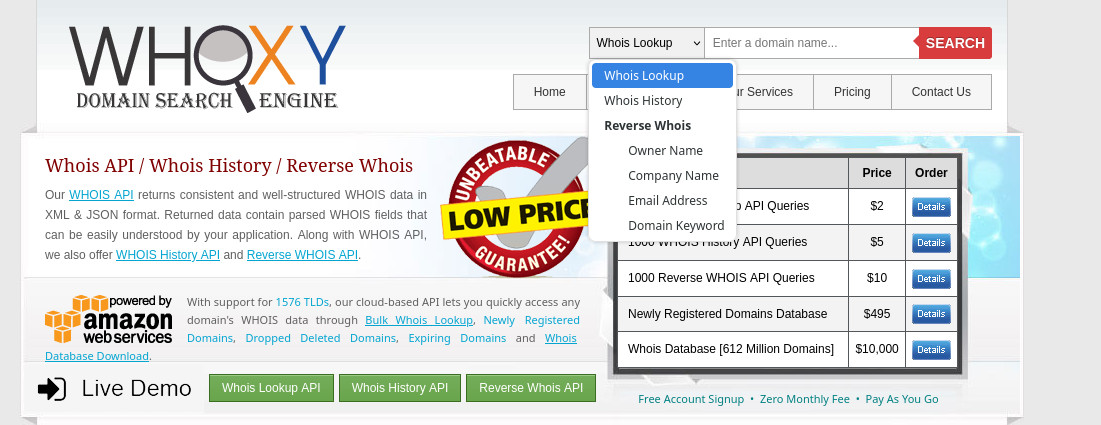 WHOXY
DOMAIN SEARCH ENGINE
Whois Lookup
Enter a domain name...
SEARCH
Whois Lookup
Whois History
Reverse Whois
Owner Name
Company Name
Email Address
Domain Keyword
Home
ur Services
Pricing
Contact Us
Whois API / Whois History / Reverse Whois
Our WHOIS API returns consistent and well-structured WHOIS data in
XML & JSON format. Returned data contain parsed WHOIS fields that
can be easily understood by your application. Along with WHOIS API,
we also offer WHOIS History API and Reverse WHOIS API.
UNBEATABLE
LOW PRICE
GUARANTEE!
Price
Order
API Queries
$2
Details
1000 WHOIS History API Queries
$5
Details
1000 Reverse WHOIS API Queries
$10
Details
Newly Registered Domains Database
$495
Details
Whois Database [612 Million Domains]
$10,000
Details
powered by
amazon
web services
With support for 1576 TLDs, our cloud-based API lets you quickly access any
domain's WHOIS data through Bulk Whois Lookup, Newly Registered
Domains, Dropped Deleted Domains, Expiring Domains and Whois
Database Download.
Live Demo
Whois Lookup API
Whois History API
Reverse Whois API
Free Account Signup • Zero Monthly Fee • Pay As You Go